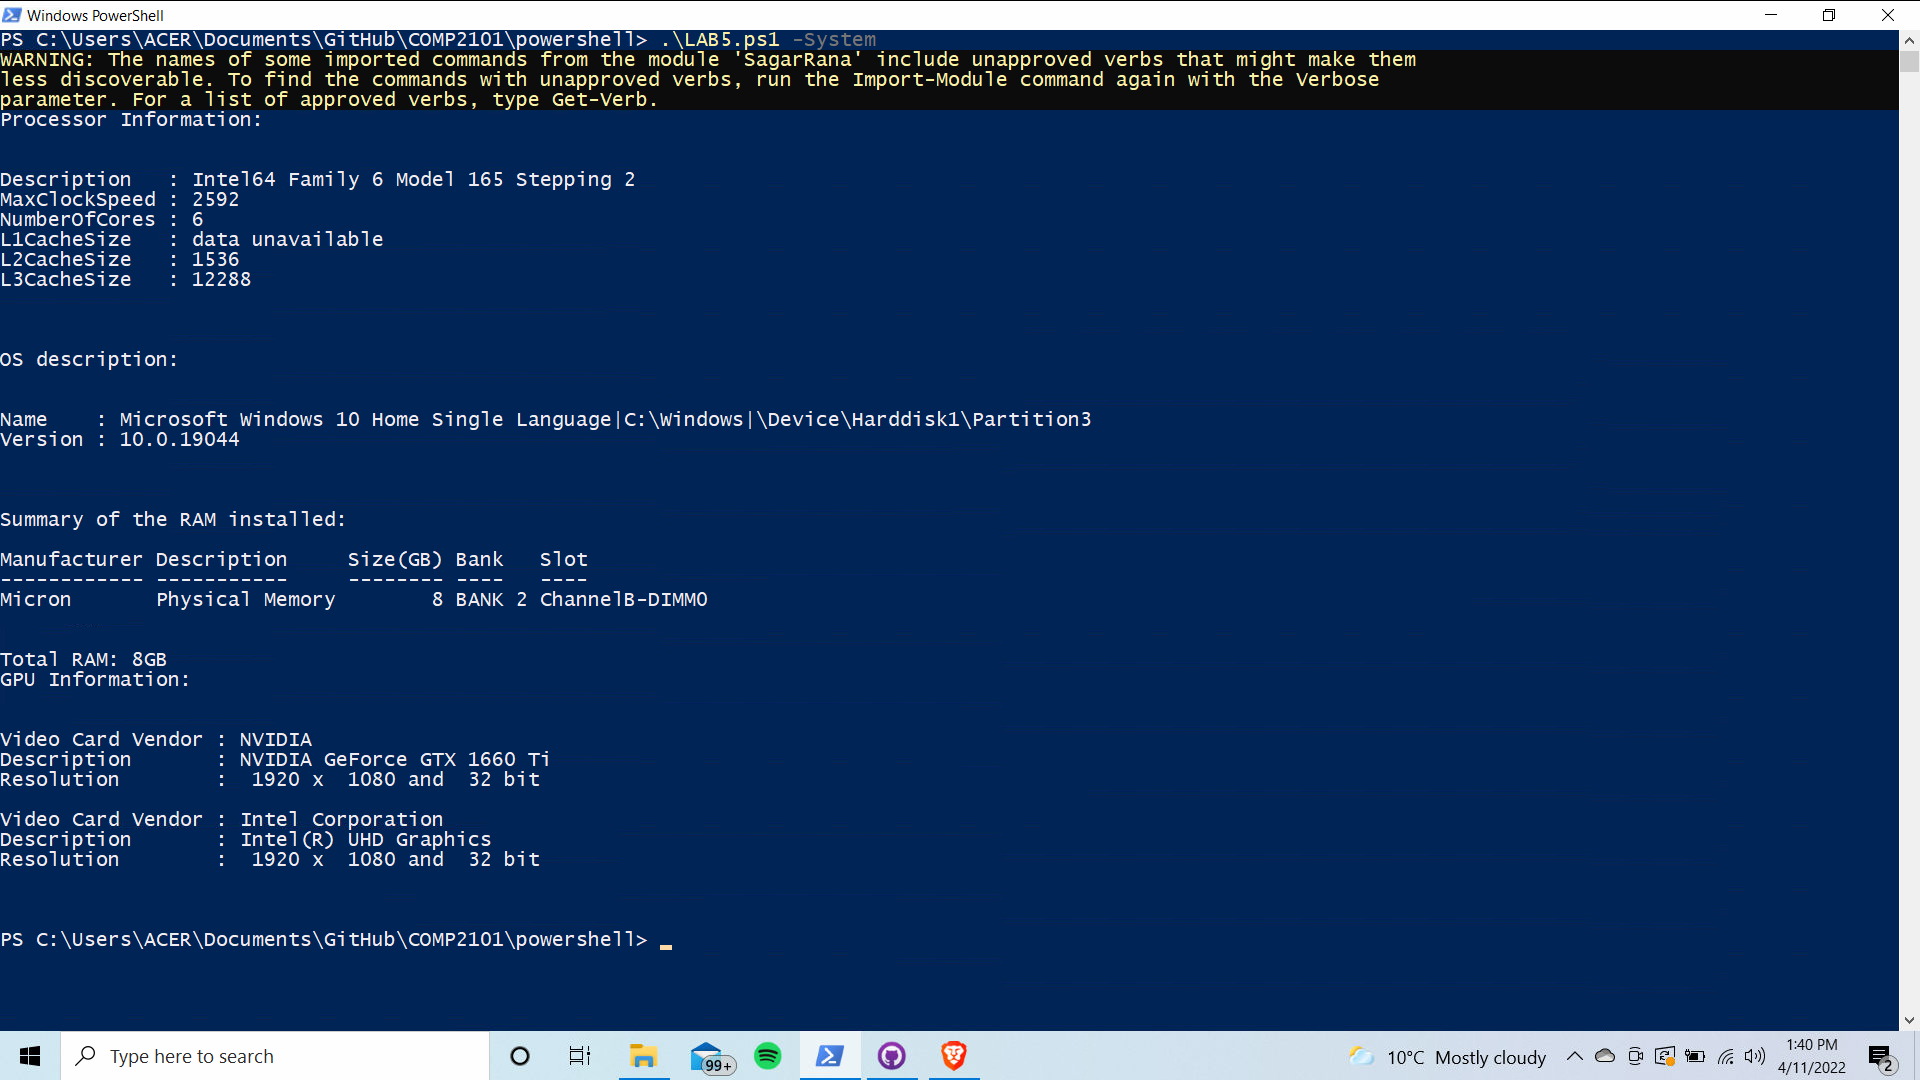 Windows PowerShell
PS C:\Users\ACER\Documents\GitHub\COMP2101\powershell> .\LAB5.ps1 -System
WARNING: The names of some imported commands from the module 'SagarRana' include unapproved verbs that might make them
less discoverable. To find the commands with unapproved verbs, run the Import-Module command again with the Verbose
parameter. For a list of approved verbs, type Get-Verb.
Processor Information:
Description   : Intel64 Family 6 Model 165 Stepping 2
MaxClockSpeed : 2592
NumberOfCores : 6
L1CacheSize   : data unavailable
L2CacheSize   : 1536
L3CacheSize   : 12288
OS description:
Name    : Microsoft Windows 10 Home Single Language|C:\Windows|\Device\Harddisk1\Partition3
Version : 10.0.19044
Summary of the RAM installed:
Manufacturer Description     Size(GB) Bank   Slot
------------ -----------     -------- ----   ----
Micron       Physical Memory        8 BANK 2 ChannelB-DIMM0
Total RAM: 8GB
GPU Information:
Video Card Vendor : NVIDIA
Description       : NVIDIA GeForce GTX 1660 Ti
Resolution        :  1920 x  1080 and  32 bit
Video Card Vendor : Intel Corporation
Description       : Intel(R) UHD Graphics
Resolution        :  1920 x  1080 and  32 bit
PS C:\Users\ACER\Documents\GitHub\COMP2101\powershell>
Type here to search
99+
10°C Mostly cloudy
1:40 PM
4/11/2022
2